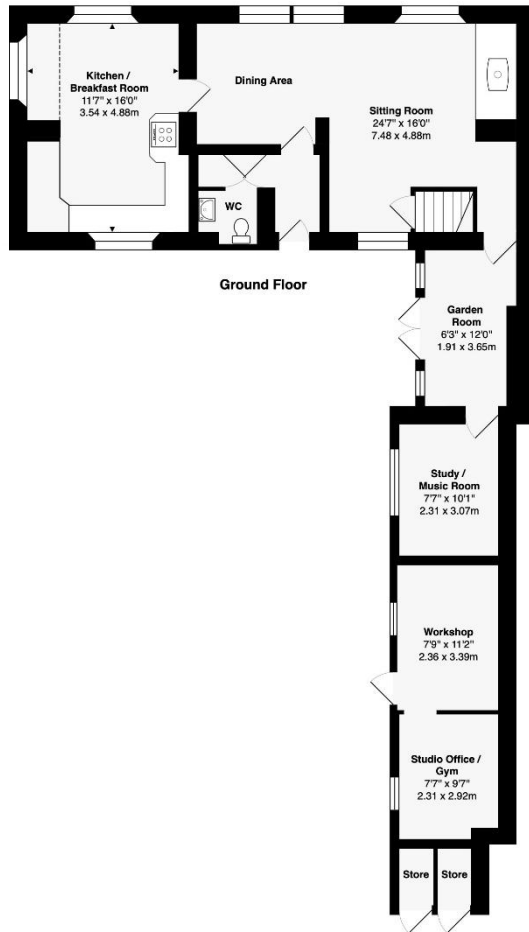 Kitchen /
Breakfast Room
11'7" x 16'0"
3.54 x 4.88m
Dining Area
Sitting Room
24'7" x 16'0"
7.48 x 4.88m
WC
Ground Floor
Garden
Room
6'3" x 12'0"
1.91 x 3.65m
Study /
Music Room
7'7" x 10'1"
2.31 x 3.07m
Workshop
7'9" x 11'2"
2.36 x 3.39m
Studio Office /
Gym
7'7" x 9'7"
2.31 x 2.92m
Store
Store